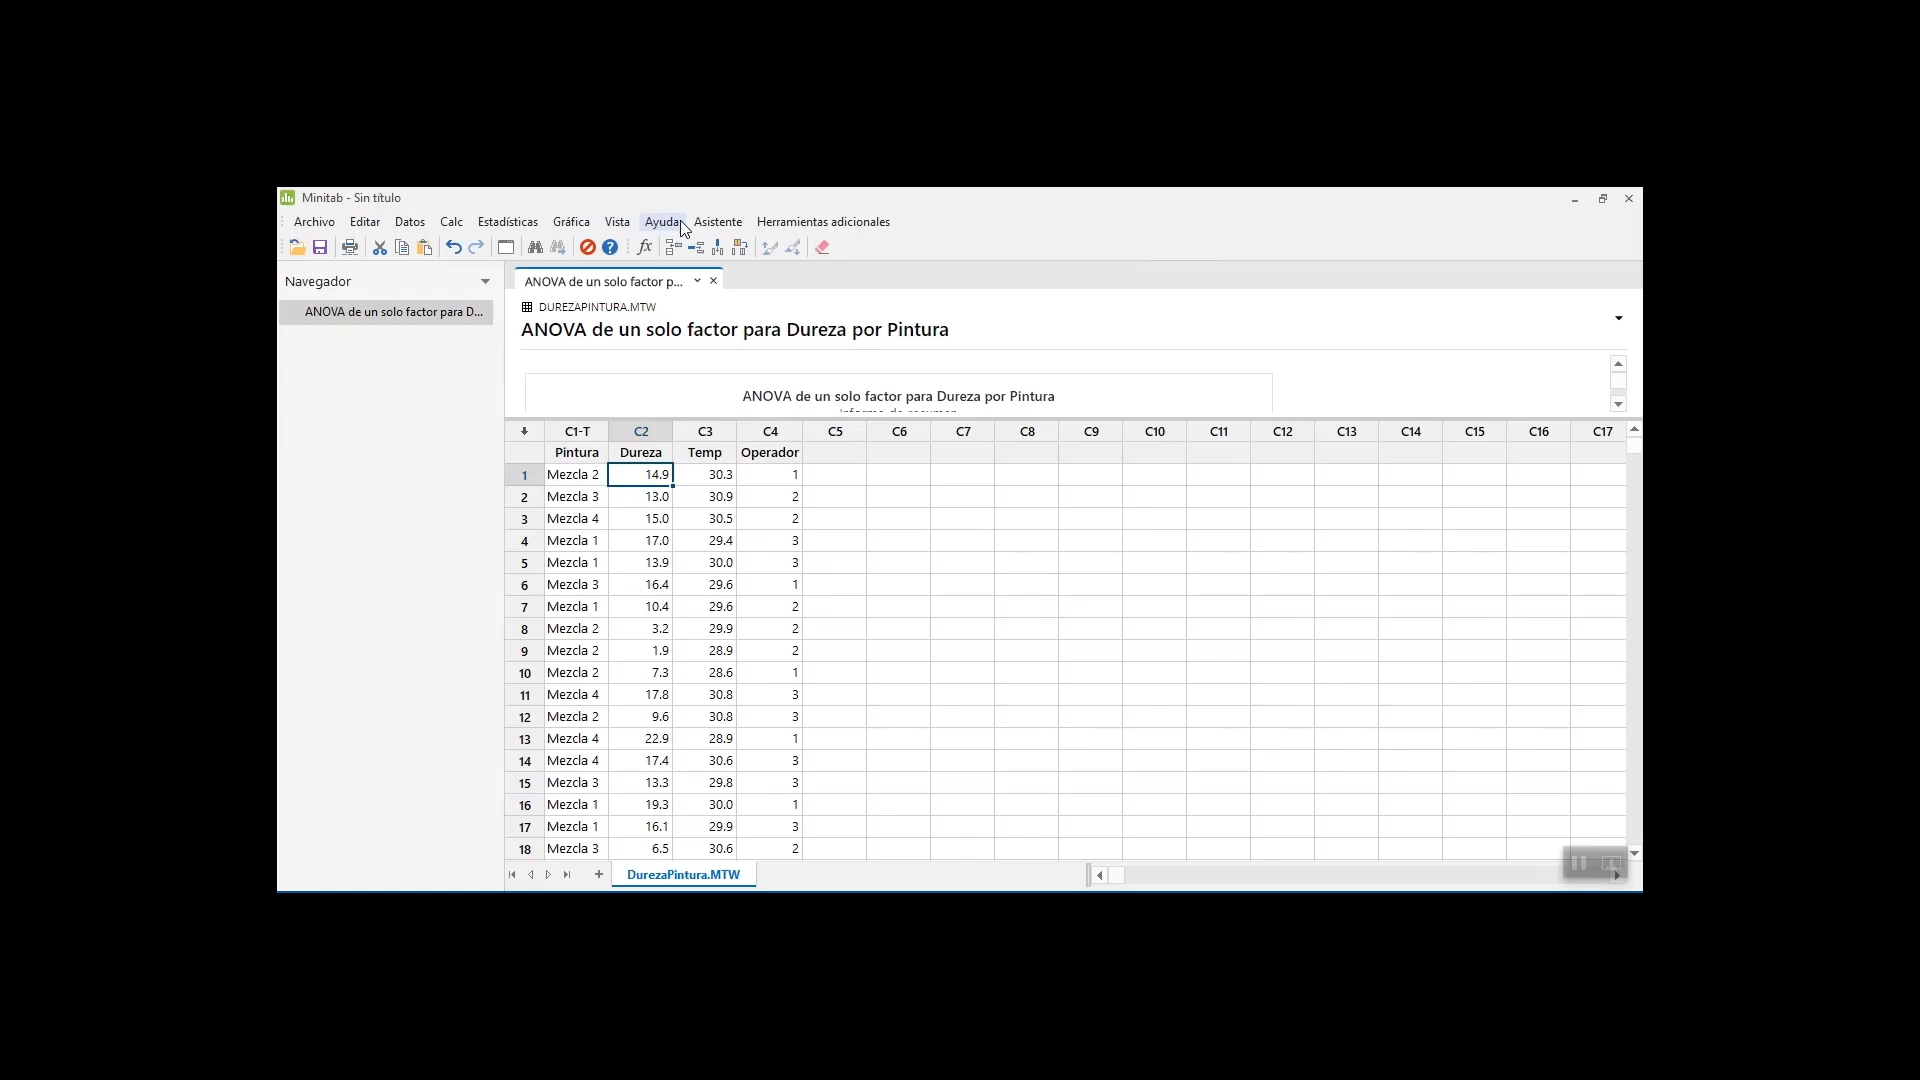 Minitab - Sin título
Archivo Editar Datos Calc Estadísticas Gráfica Vista Ayuda Asistente Herramientas adicionales
Navegador
ANOVA de un solo factor p...
ANOVA de un solo factor para D...
DUREZAPINTURA.MTW
ANOVA de un solo factor para Dureza por Pintura
ANOVA de un solo factor para Dureza por Pintura
C1-T C2 C3 C4 C5 C6 C7 C8 C9 C10 C11 C12 C13 C14 C15 C16 C17
Pintura Dureza Temp Operador
1 Mezcla 2 14.9 30.3 1
2 Mezcla 3 13.0 30.9 2
3 Mezcla 4 15.0 30.5 2
4 Mezcla 1 17.0 29.4 3
5 Mezcla 1 13.9 30.0 3
6 Mezcla 3 16.4 29.6 1
7 Mezcla 1 10.4 29.6 2
8 Mezcla 2 3.2 29.9 2
9 Mezcla 2 1.9 28.9 2
10 Mezcla 2 7.3 28.6 1
11 Mezcla 4 17.8 30.8 3
12 Mezcla 2 9.6 30.8 3
13 Mezcla 4 22.9 28.9 1
14 Mezcla 4 17.4 30.6 3
15 Mezcla 3 13.3 29.8 3
16 Mezcla 1 19.3 30.0 1
17 Mezcla 1 16.1 29.9 3
18 Mezcla 3 6.5 30.6 2
DurezaPintura.MTW